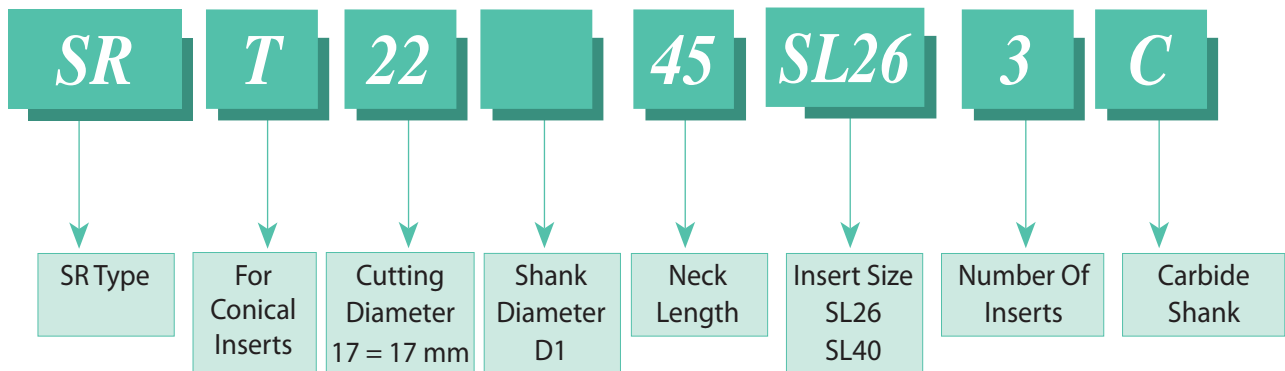 SR T 22 45 SL26 3 C
SR Type
For
Conical
Inserts
Cutting
Diameter
17 = 17 mm
Shank
Diameter
D1
Neck
Length
Insert Size
SL26
SL40
Number Of
Inserts
Carbide
Shank